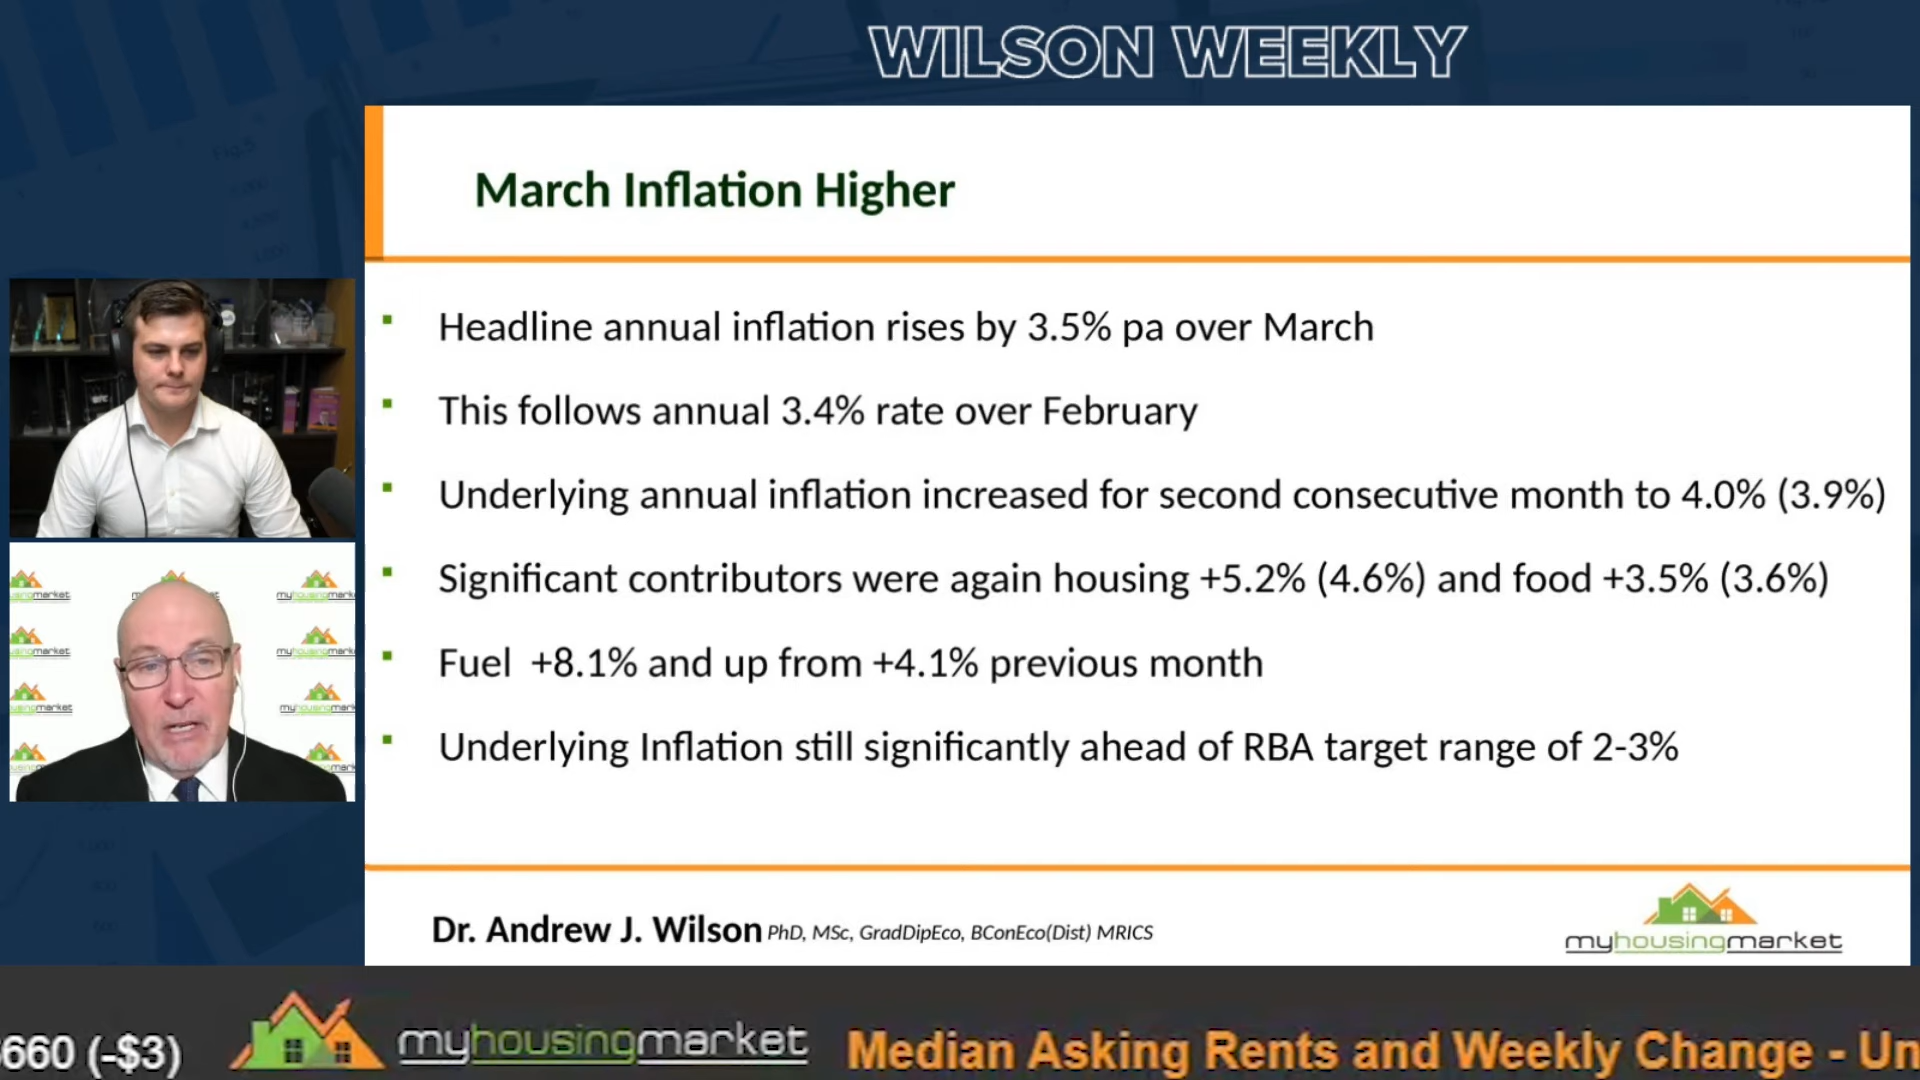 WILSON WEEKLY
March Inflation Higher
Headline annual inflation rises by 3.5% pa over March
This follows annual 3.4% rate over February
Underlying annual inflation increased for second consecutive month to 4.0% (3.9%)
Significant contributors were again housing +5.2% (4.6%) and food +3.5% (3.6%)
Fuel +8.1% and up from +4.1% previous month
Underlying Inflation still significantly ahead of RBA target range of 2-3%
Dr. Andrew J. Wilson PhD, MSc, GradDipEco, BConEco(Dist) MRICS
myhousingmarket
660 (-$3) myhousingmarket Median Asking Rents and Weekly Change - Un